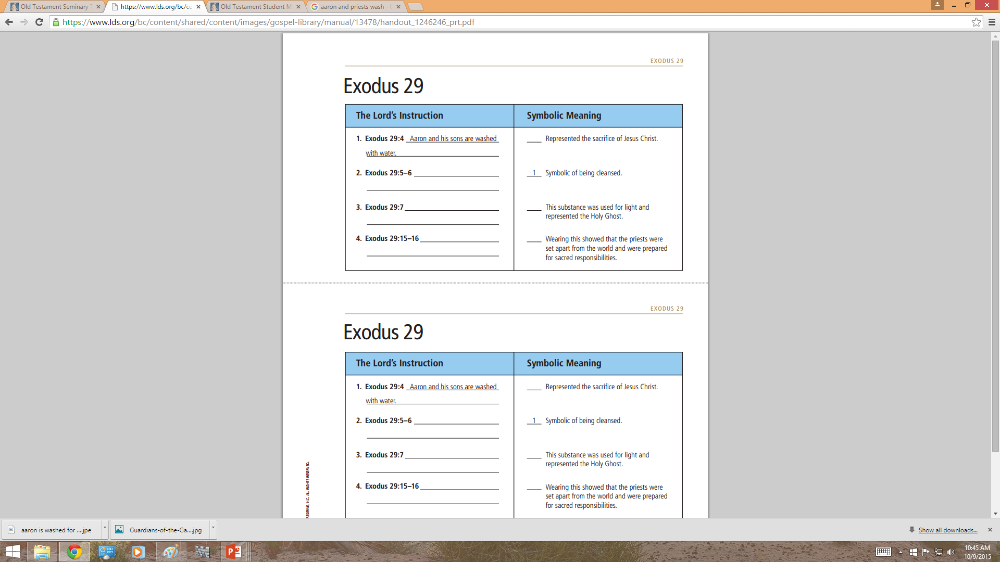 Old Testament Seminary T
https://www.lds.org/bc/co
Old Testament Student M
aaron and priests wash -
https://www.lds.org/bc/content/shared/content/images/gospel-library/manual/13478/handout_1246246_prt.pdf
EXODUS 29
Exodus 29
The Lord's Instruction
Symbolic Meaning
1. Exodus 29:4 Aaron and his sons are washed
with water.
2. Exodus 29:5–6
3. Exodus 29:7
4. Exodus 29:15–16
Represented the sacrifice of Jesus Christ.
1 Symbolic of being cleansed.
This substance was used for light and
represented the Holy Ghost.
Wearing this showed that the priests were
set apart from the world and were prepared
for sacred responsibilities.
EXODUS 29
Exodus 29
The Lord's Instruction
Symbolic Meaning
1. Exodus 29:4 Aaron and his sons are washed
with water.
2. Exodus 29:5–6
3. Exodus 29:7
4. Exodus 29:15–16
Represented the sacrifice of Jesus Christ.
1 Symbolic of being cleansed.
This substance was used for light and
represented the Holy Ghost.
Wearing this showed that the priests were
set apart from the world and were prepared
for sacred responsibilities.
RESERVE, INC. ALL RIGHTS RESERVED.
aaron is washed for ....jpe
Guardians-of-the-Ga....jpg
Show all downloads...
10:45 AM
10/9/2015